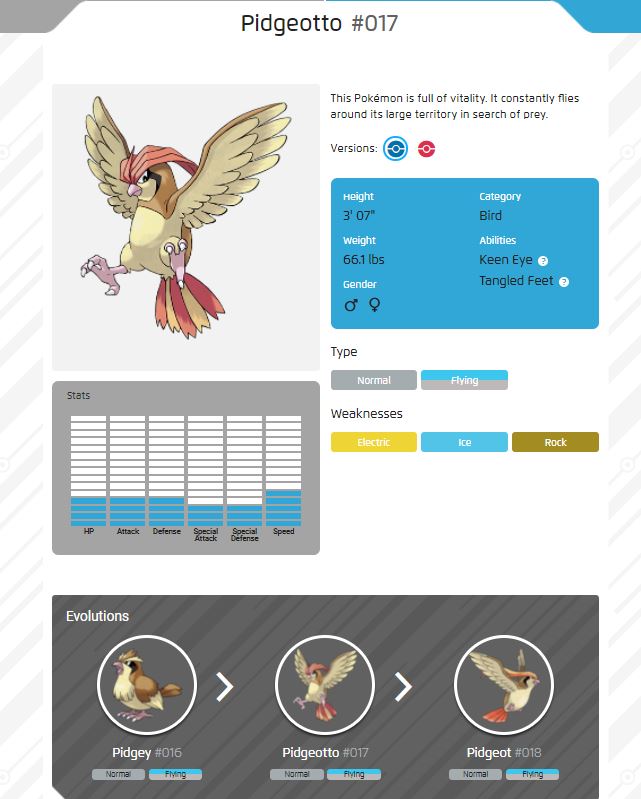 Pidgeotto #017
This Pokémon is full of vitality. It constantly flies
around its large territory in search of prey.
Versions:
Height
3' 07"
Weight
66.1 lbs
Gender
♂ ♀
Category
Bird
Abilities
Keen Eye ?
Tangled Feet ?
Type
Normal Flying
Weaknesses
Electric Ice Rock
Stats
HP Attack Defense Special Attack Special Defense Speed
Evolutions
Pidgey #016
Normal Flying
Pidgeotto #017
Normal Flying
Pidgeot #018
Normal Flying